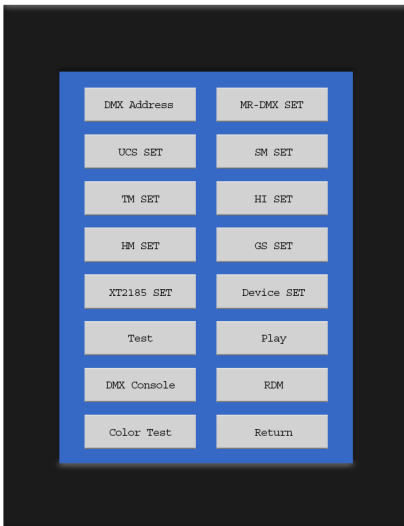 DMX Address
MR-DMX SET
UCS SET
SM SET
TM SET
HI SET
HM SET
GS SET
XT2185 SET
Device SET
Test
Play
DMX Console
RDM
Color Test
Return